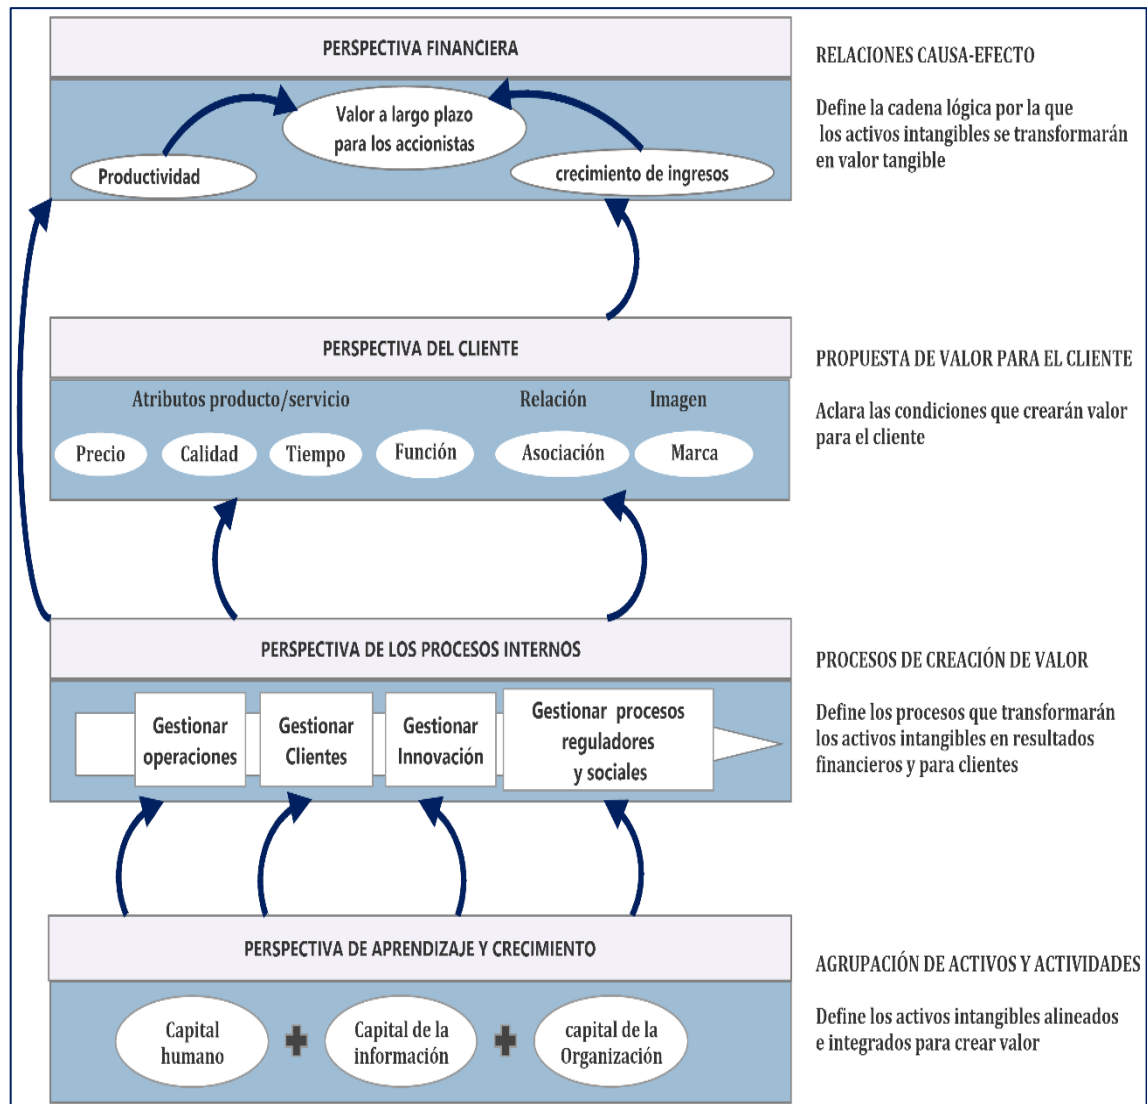 PERSPECTIVA FINANCIERA
Valor a largo plazo
para los accionistas
Productividad
crecimiento de ingresos
RELACIONES CAUSA-EFECTO
Define la cadena lógica por la que
los activos intangibles se transformarán
en valor tangible
PERSPECTIVA DEL CLIENTE
Atributos producto/servicio
Relación
Imagen
Precio
Calidad
Tiempo
Función
Asociación
Marca
PROPUESTA DE VALOR PARA EL CLIENTE
Aclara las condiciones que crearán valor
para el cliente
PERSPECTIVA DE LOS PROCESOS INTERNOS
Gestionar
operaciones
Gestionar
Clientes
Gestionar
Innovación
Gestionar procesos
reguladores
y sociales
PROCESOS DE CREACIÓN DE VALOR
Define los procesos que transformarán
los activos intangibles en resultados
financieros y para clientes
PERSPECTIVA DE APRENDIZAJE Y CRECIMIENTO
Capital
humano
Capital de la
información
capital de la
Organización
AGRUPACIÓN DE ACTIVOS Y ACTIVIDADES
Define los activos intangibles alineados
e integrados para crear valor